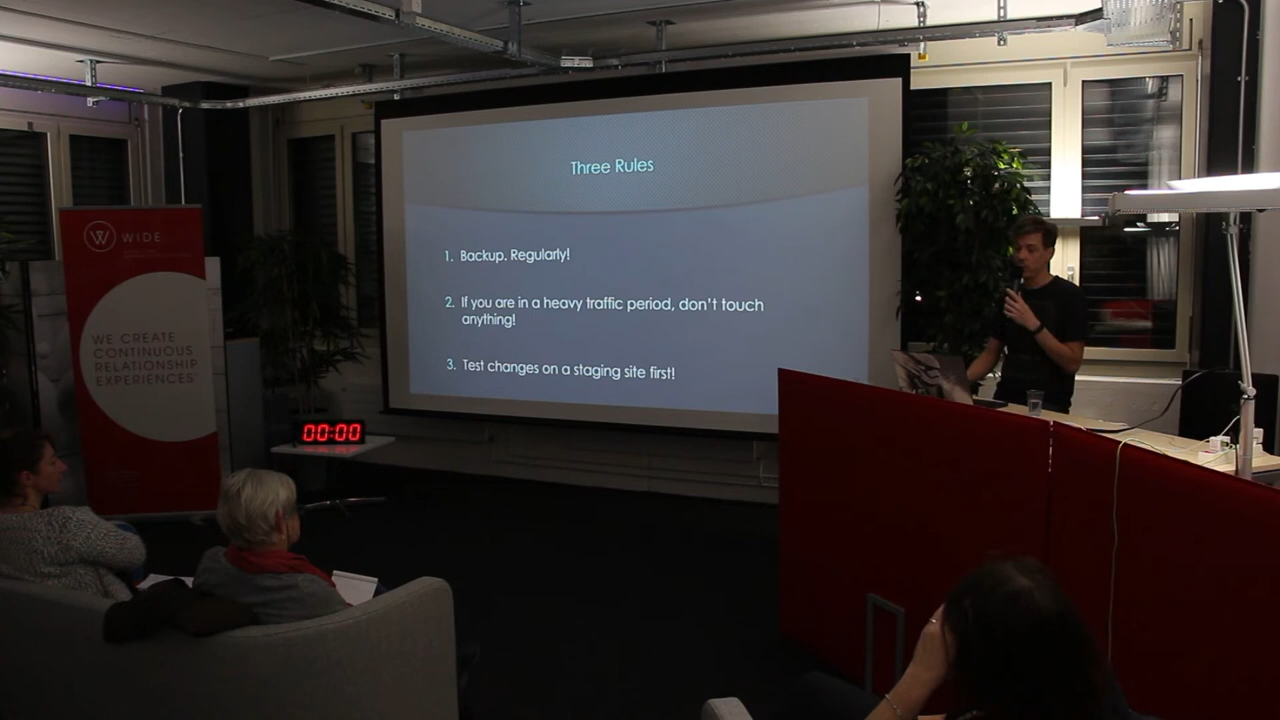 Three Rules
1. Backup. Regularly!
2. If you are in a heavy traffic period, don't touch
anything!
3. Test changes on a staging site first!
W WIDE
WE CREATE
CONTINUOUS
RELATIONSHIP
EXPERIENCES
00:00